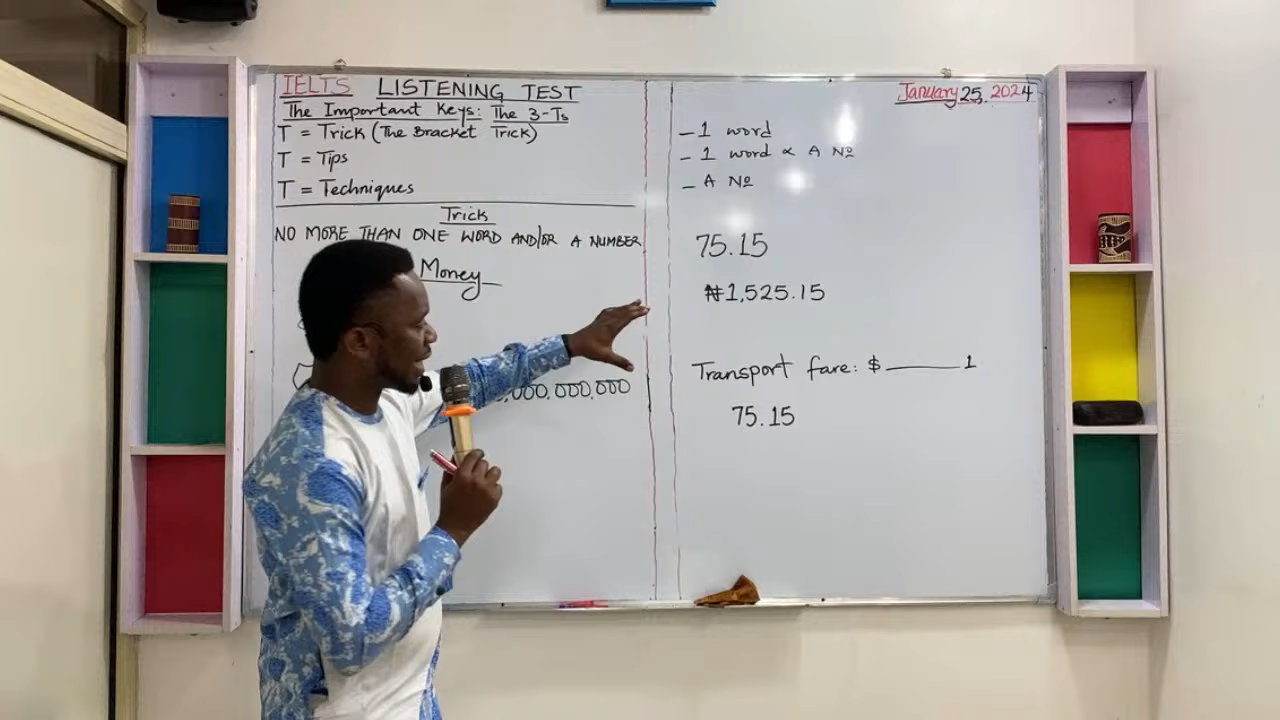 IELTS LISTENING TEST
The Important Keys: The 3-Ts
T = Trick (The Bracket Trick)
T = Tips
T = Techniques
Trick
NO MORE THAN ONE WORD AND/OR A NUMBER
Money
,000,000,000
January 25, 2024
- 1 word
- 1 word & A No
- A No
75.15
₦1,525.15
Transport fare: $ ______ 1
75.15